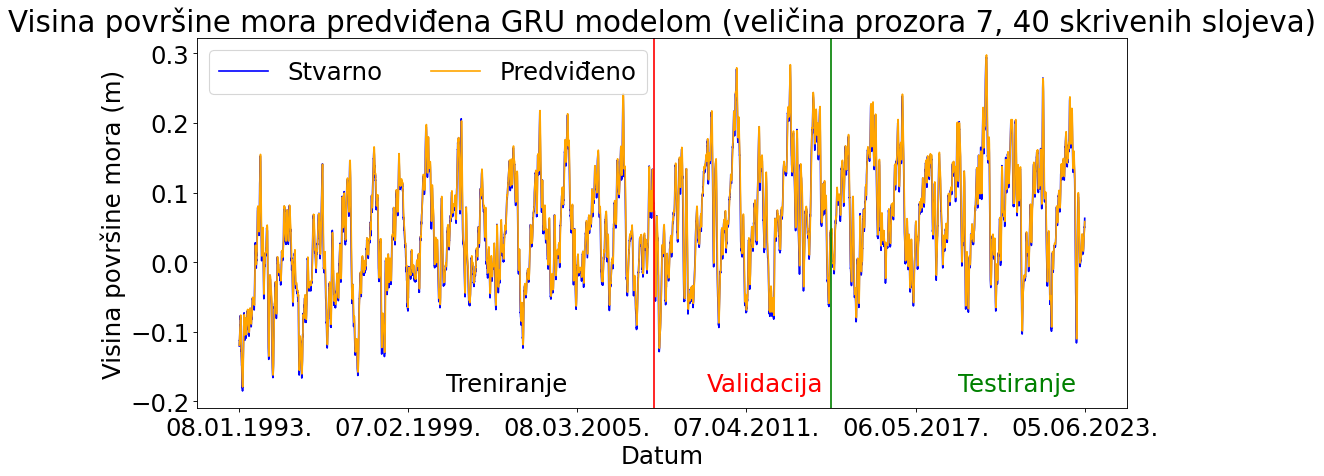 Visina površine mora predviđena GRU modelom (veličina prozora 7, 40 skrivenih slojeva)
Stvarno Predviđeno
Visina površine mora (m)
0.3
0.2
0.1
0.0
−0.1
−0.2
Treniranje Validacija Testiranje
08.01.1993. 07.02.1999. 08.03.2005. 07.04.2011. 06.05.2017. 05.06.2023.
Datum